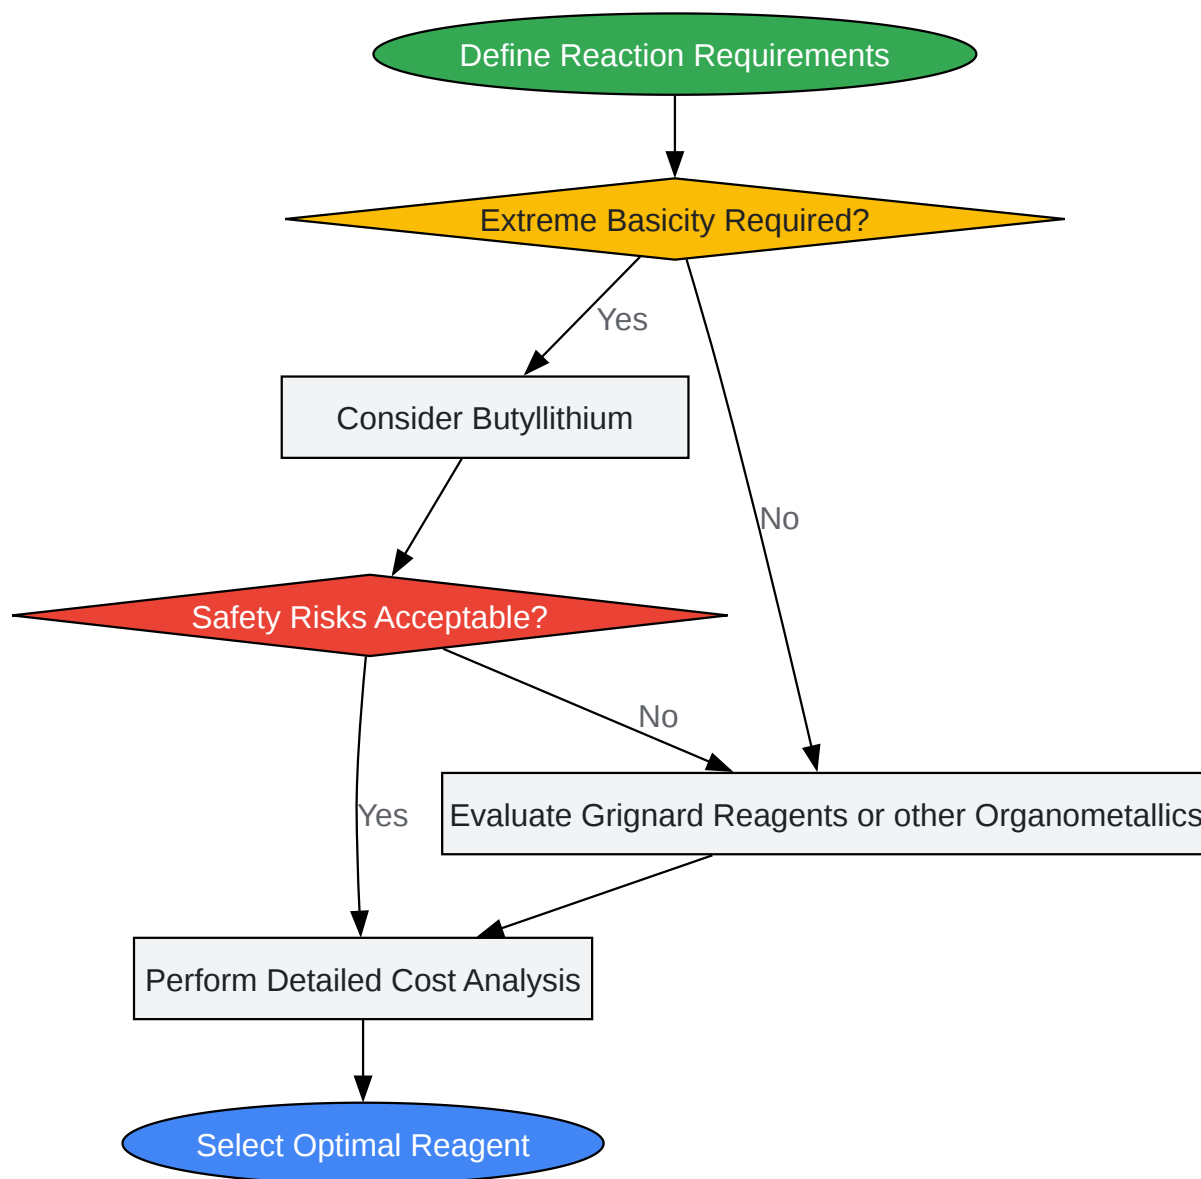 Define Reaction Requirements
Extreme Basicity Required?
Yes
Consider Butyllithium
No
Safety Risks Acceptable?
No
Yes
Evaluate Grignard Reagents or other Organometallics
Perform Detailed Cost Analysis
Select Optimal Reagent